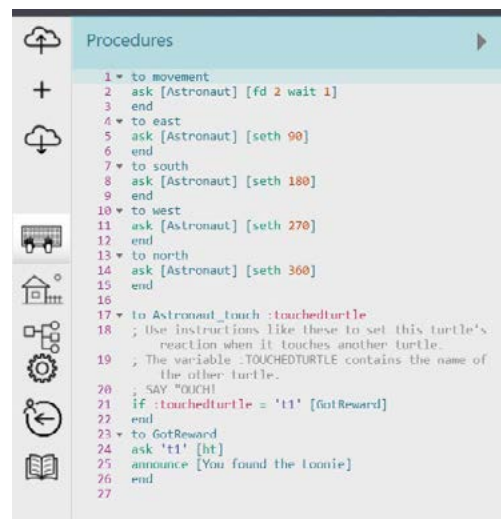 Procedures
1 to movement
2 ask [Astronaut] [fd 2 wait 1]
3 end
4 to east
5 ask [Astronaut] [seth 90]
6 end
7 to south
8 ask [Astronaut] [seth 180]
9 end
10 to west
11 ask [Astronaut] [seth 270]
12 end
13 to north
14 ask [Astronaut] [seth 360]
15 end
16
17 to Astronaut_touch :touchedturtle
18 ; Use instructions like these to set this turtle's
reaction when it touches another turtle.
19 ; The variable :TOUCHEDTURTLE contains the name of
the other turtle.
20 ; SAY "OUCH!
21 if :touchedturtle = 't1' [GotReward]
22 end
23 to GotReward
24 ask 't1' [ht]
25 announce [You found the Loonie]
26 end
27